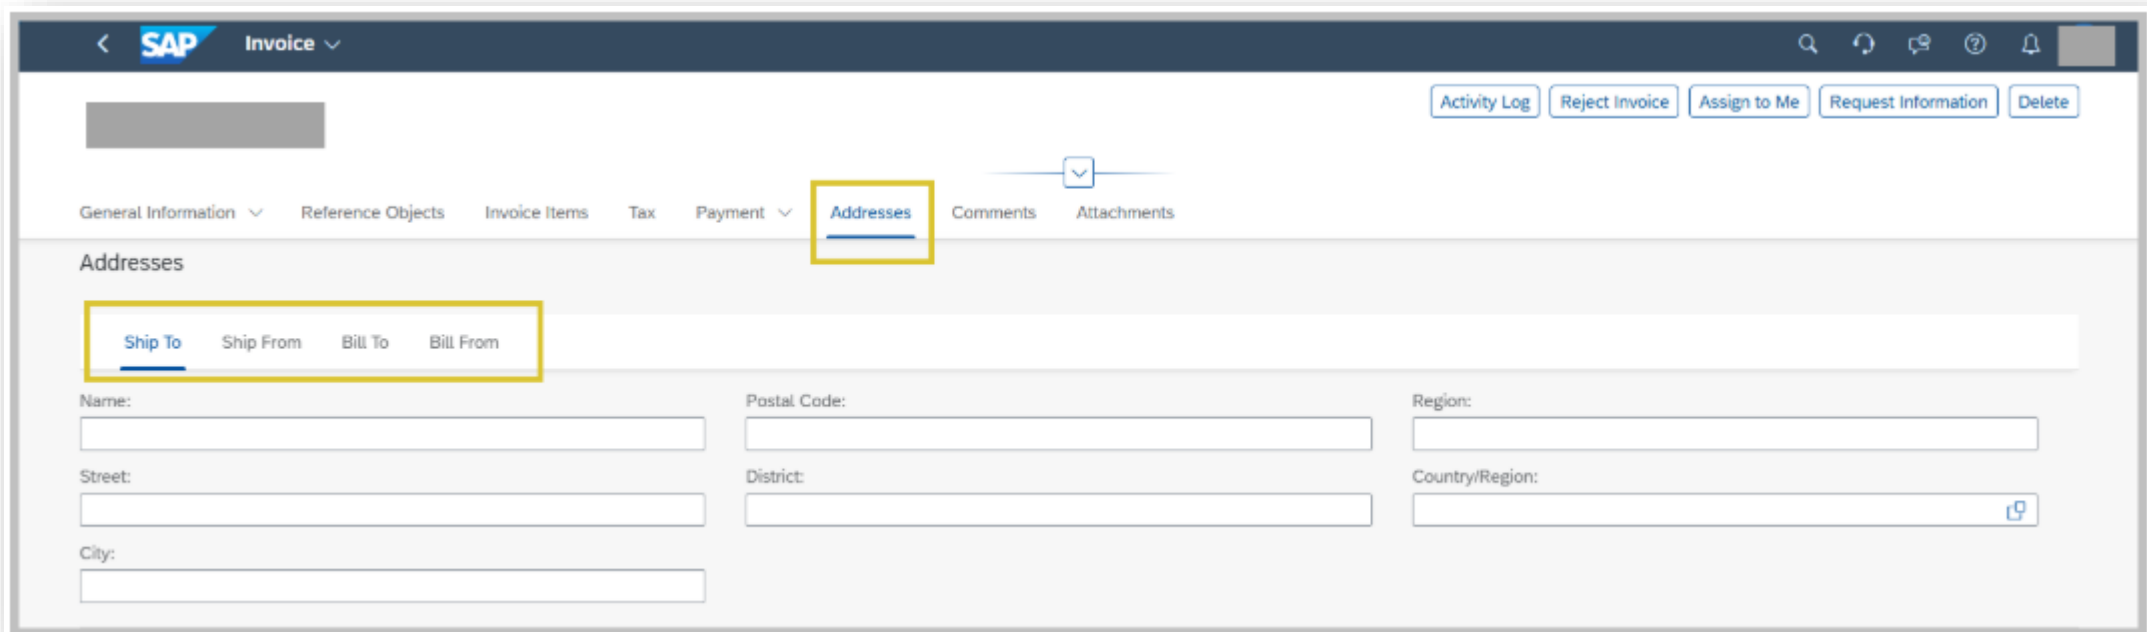 SAP Invoice
Activity Log Reject Invoice Assign to Me Request Information Delete
General Information Reference Objects Invoice Items Tax Payment Addresses Comments Attachments
Addresses
Ship To Ship From Bill To Bill From
Name: Postal Code: Region:
Street: District: Country/Region:
City: